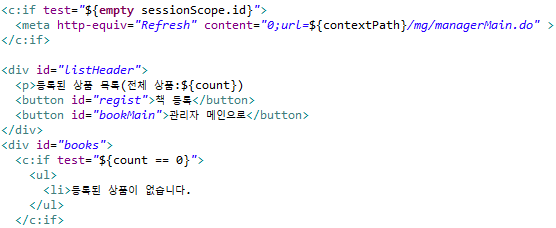 <c:if test="${empty sessionScope.id}">
  <meta http-equiv="Refresh" content="0;url=${contextPath}/mg/managerMain.do" >
</c:if>

<div id="listHeader">
  <p>등록된 상품 목록(전체 상품:${count})
  <button id="regist">책 등록</button>
  <button id="bookMain">관리자 메인으로</button>
</div>
<div id="books">
  <c:if test="${count == 0}">
    <ul>
      <li>등록된 상품이 없습니다.
    </ul>
  </c:if>